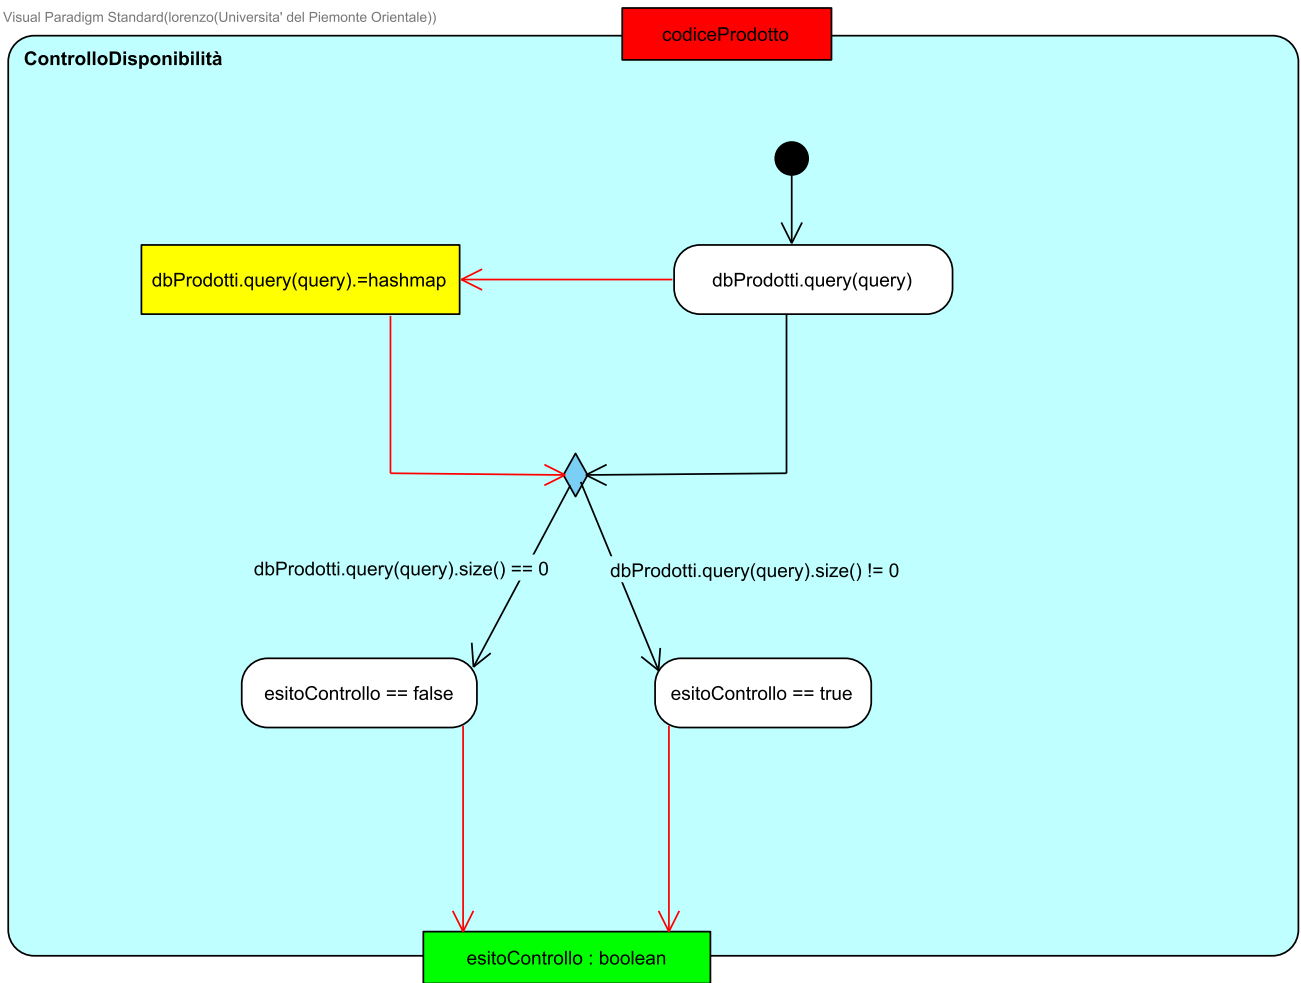 Visual Paradigm Standard(lorenzo(Universita' del Piemonte Orientale))
codiceProdotto
ControlloDisponibilità
dbProdotti.query(query).=hashmap
dbProdotti.query(query)
dbProdotti.query(query).size() == 0
dbProdotti.query(query).size() != 0
esitoControllo == false
esitoControllo == true
esitoControllo : boolean